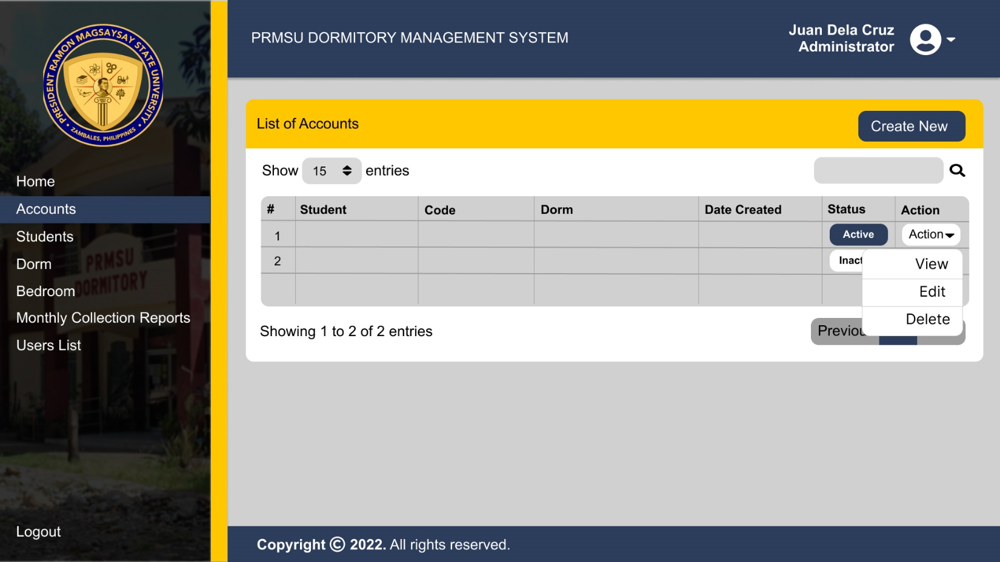 PRESIDENT RAMON MAGSAYSAY STATE UNIVERSITY
ZAMBALES, PHILIPPINES
PRMSU DORMITORY MANAGEMENT SYSTEM
Juan Dela Cruz
Administrator
Home
Accounts
Students
Dorm
Bedroom
Monthly Collection Reports
Users List
Logout
PRMSU
DORMITORY
List of Accounts
Create New
Show 15 entries
# Student Code Dorm Date Created Status Action
1 Active Action
2 Inact
View
Edit
Delete
Showing 1 to 2 of 2 entries
Previou
Copyright © 2022. All rights reserved.